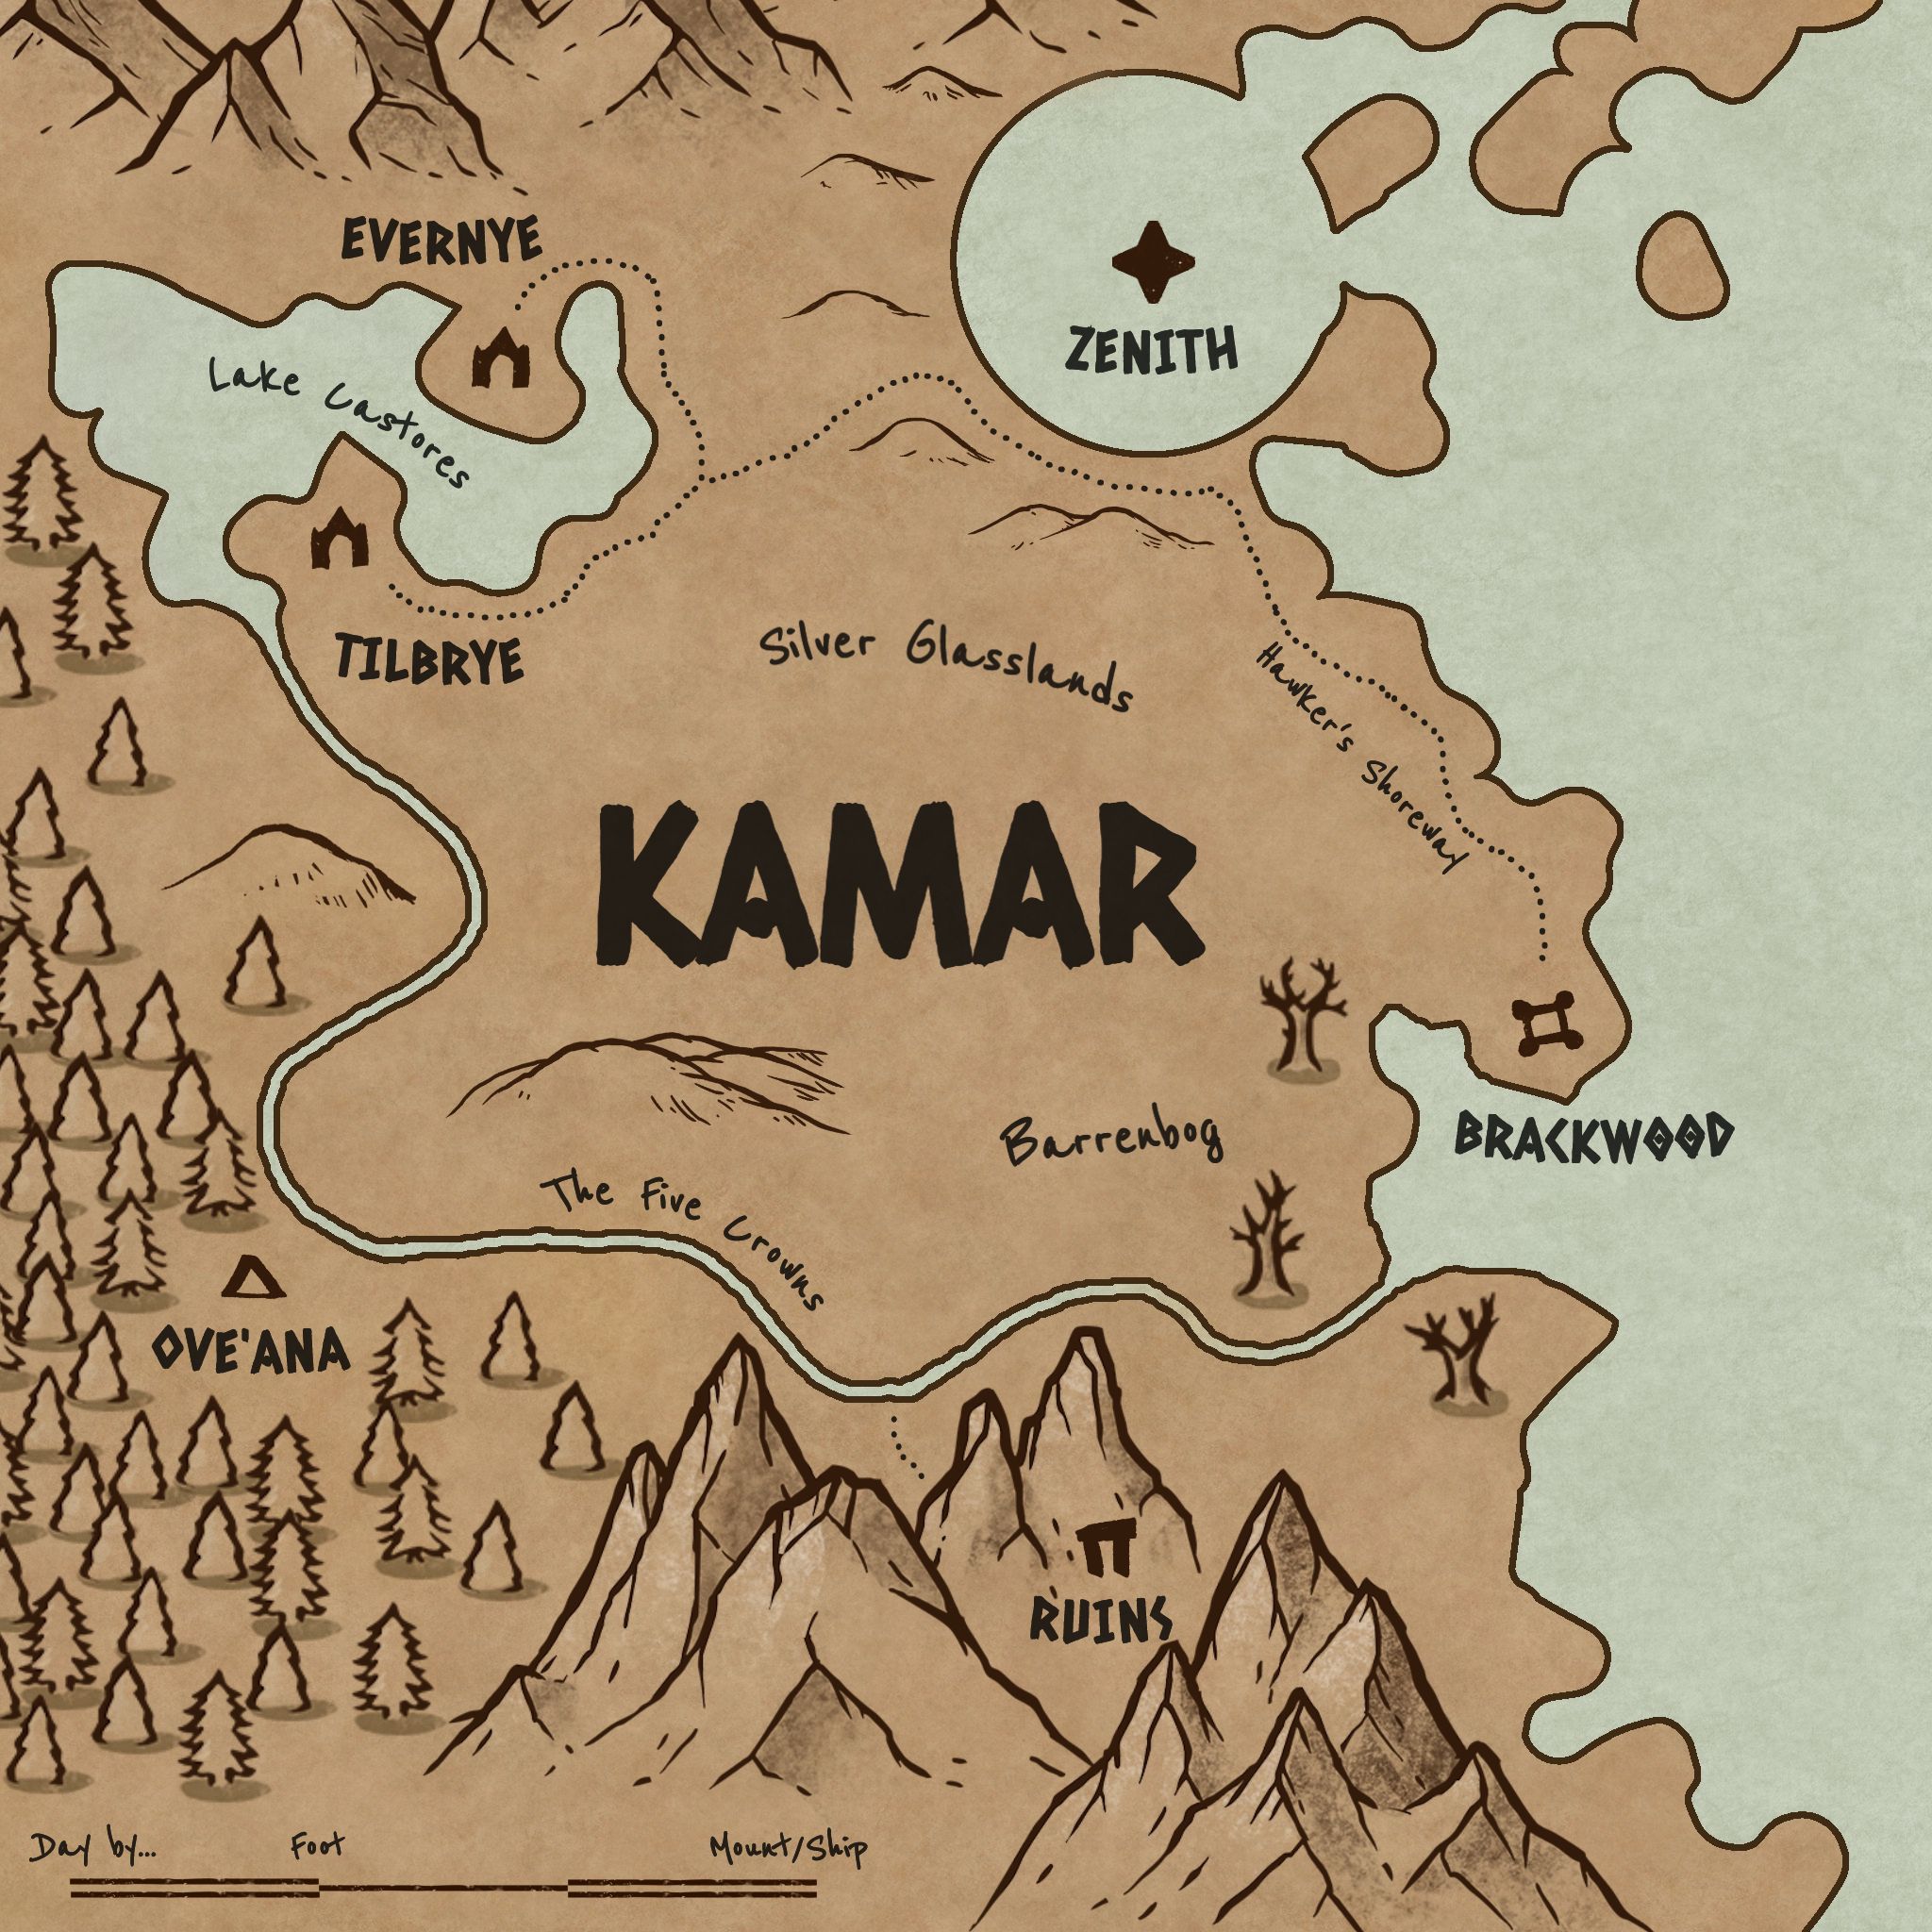 EVERNYE
ZENITH
Lake Castores
TILBRYE
Silver Glasslands
Hawker's Shoreway
KAMAR
Barrenbog
BRACKWOOD
The Five Crowns
OVE'ANA
RUINS
Day by... Foot Mount/Ship